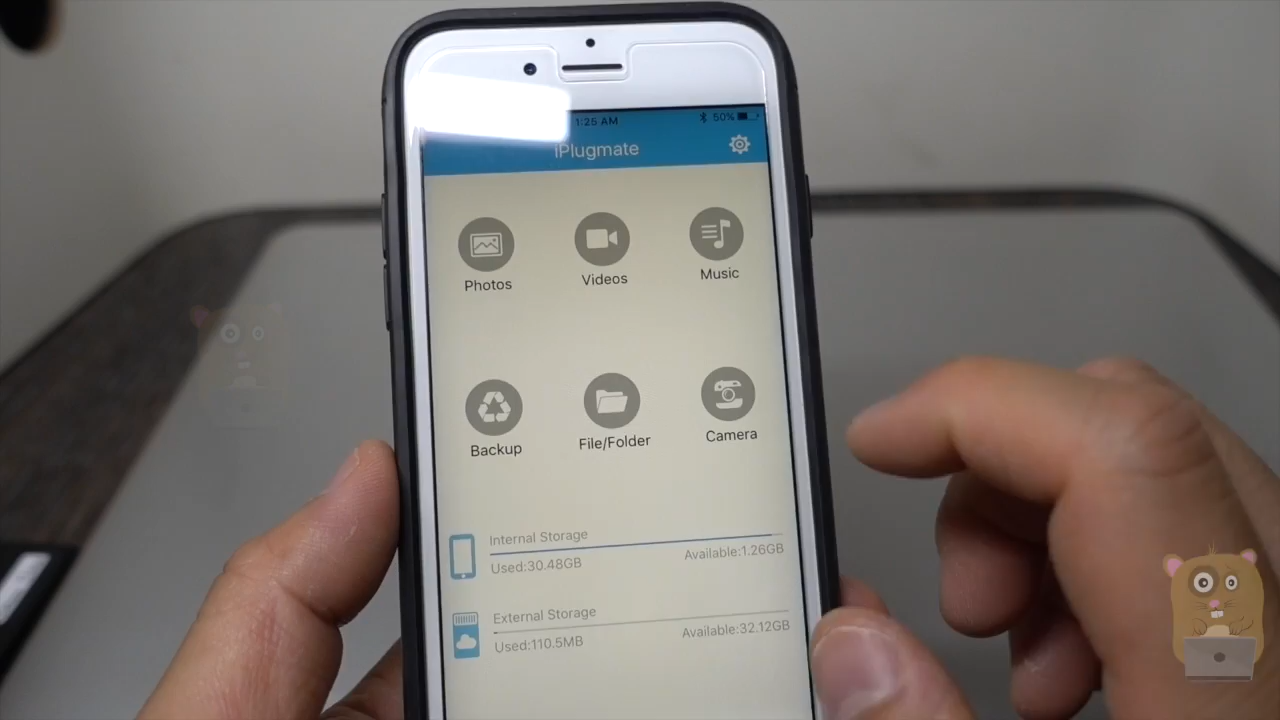 1:25 AM 50%
iPlugmate
Photos Videos Music
Backup File/Folder Camera
Internal Storage
Used:30.48GB Available:1.26GB
External Storage
Used:110.5MB Available:32.12GB